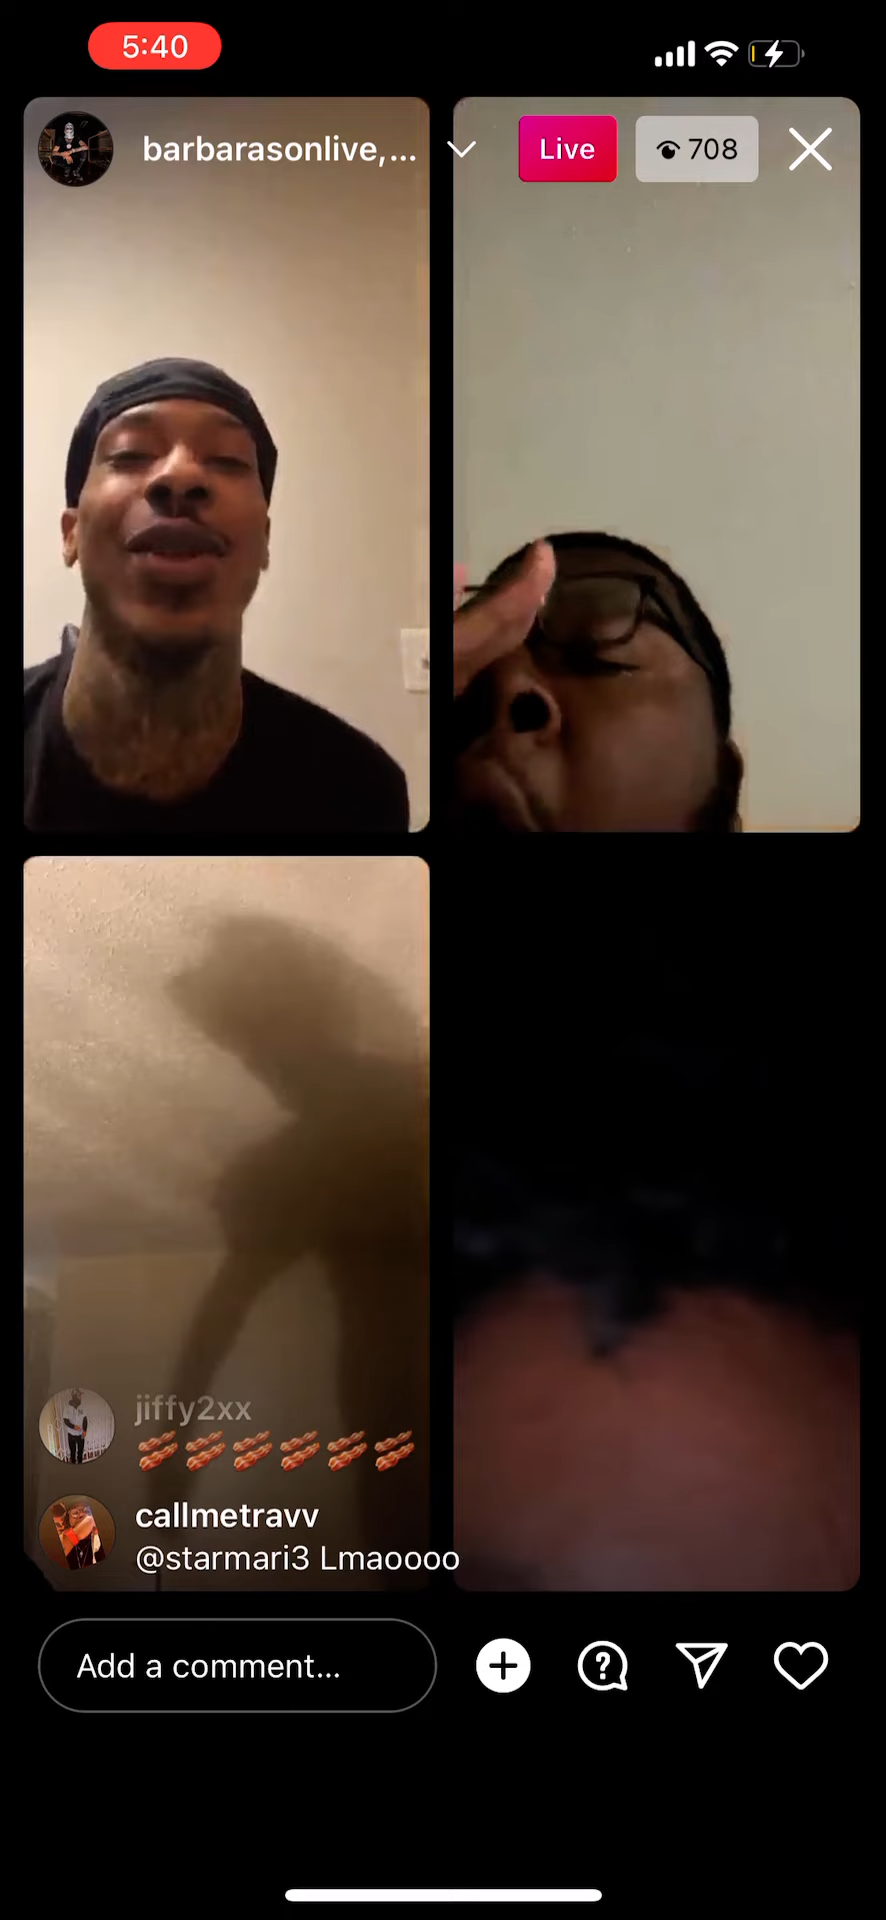 5:40
barbarasonlive,...
Live
708
jiffy2xx
🥓🥓🥓🥓🥓🥓
callmetravv
@starmari3 Lmaoooo
Add a comment...